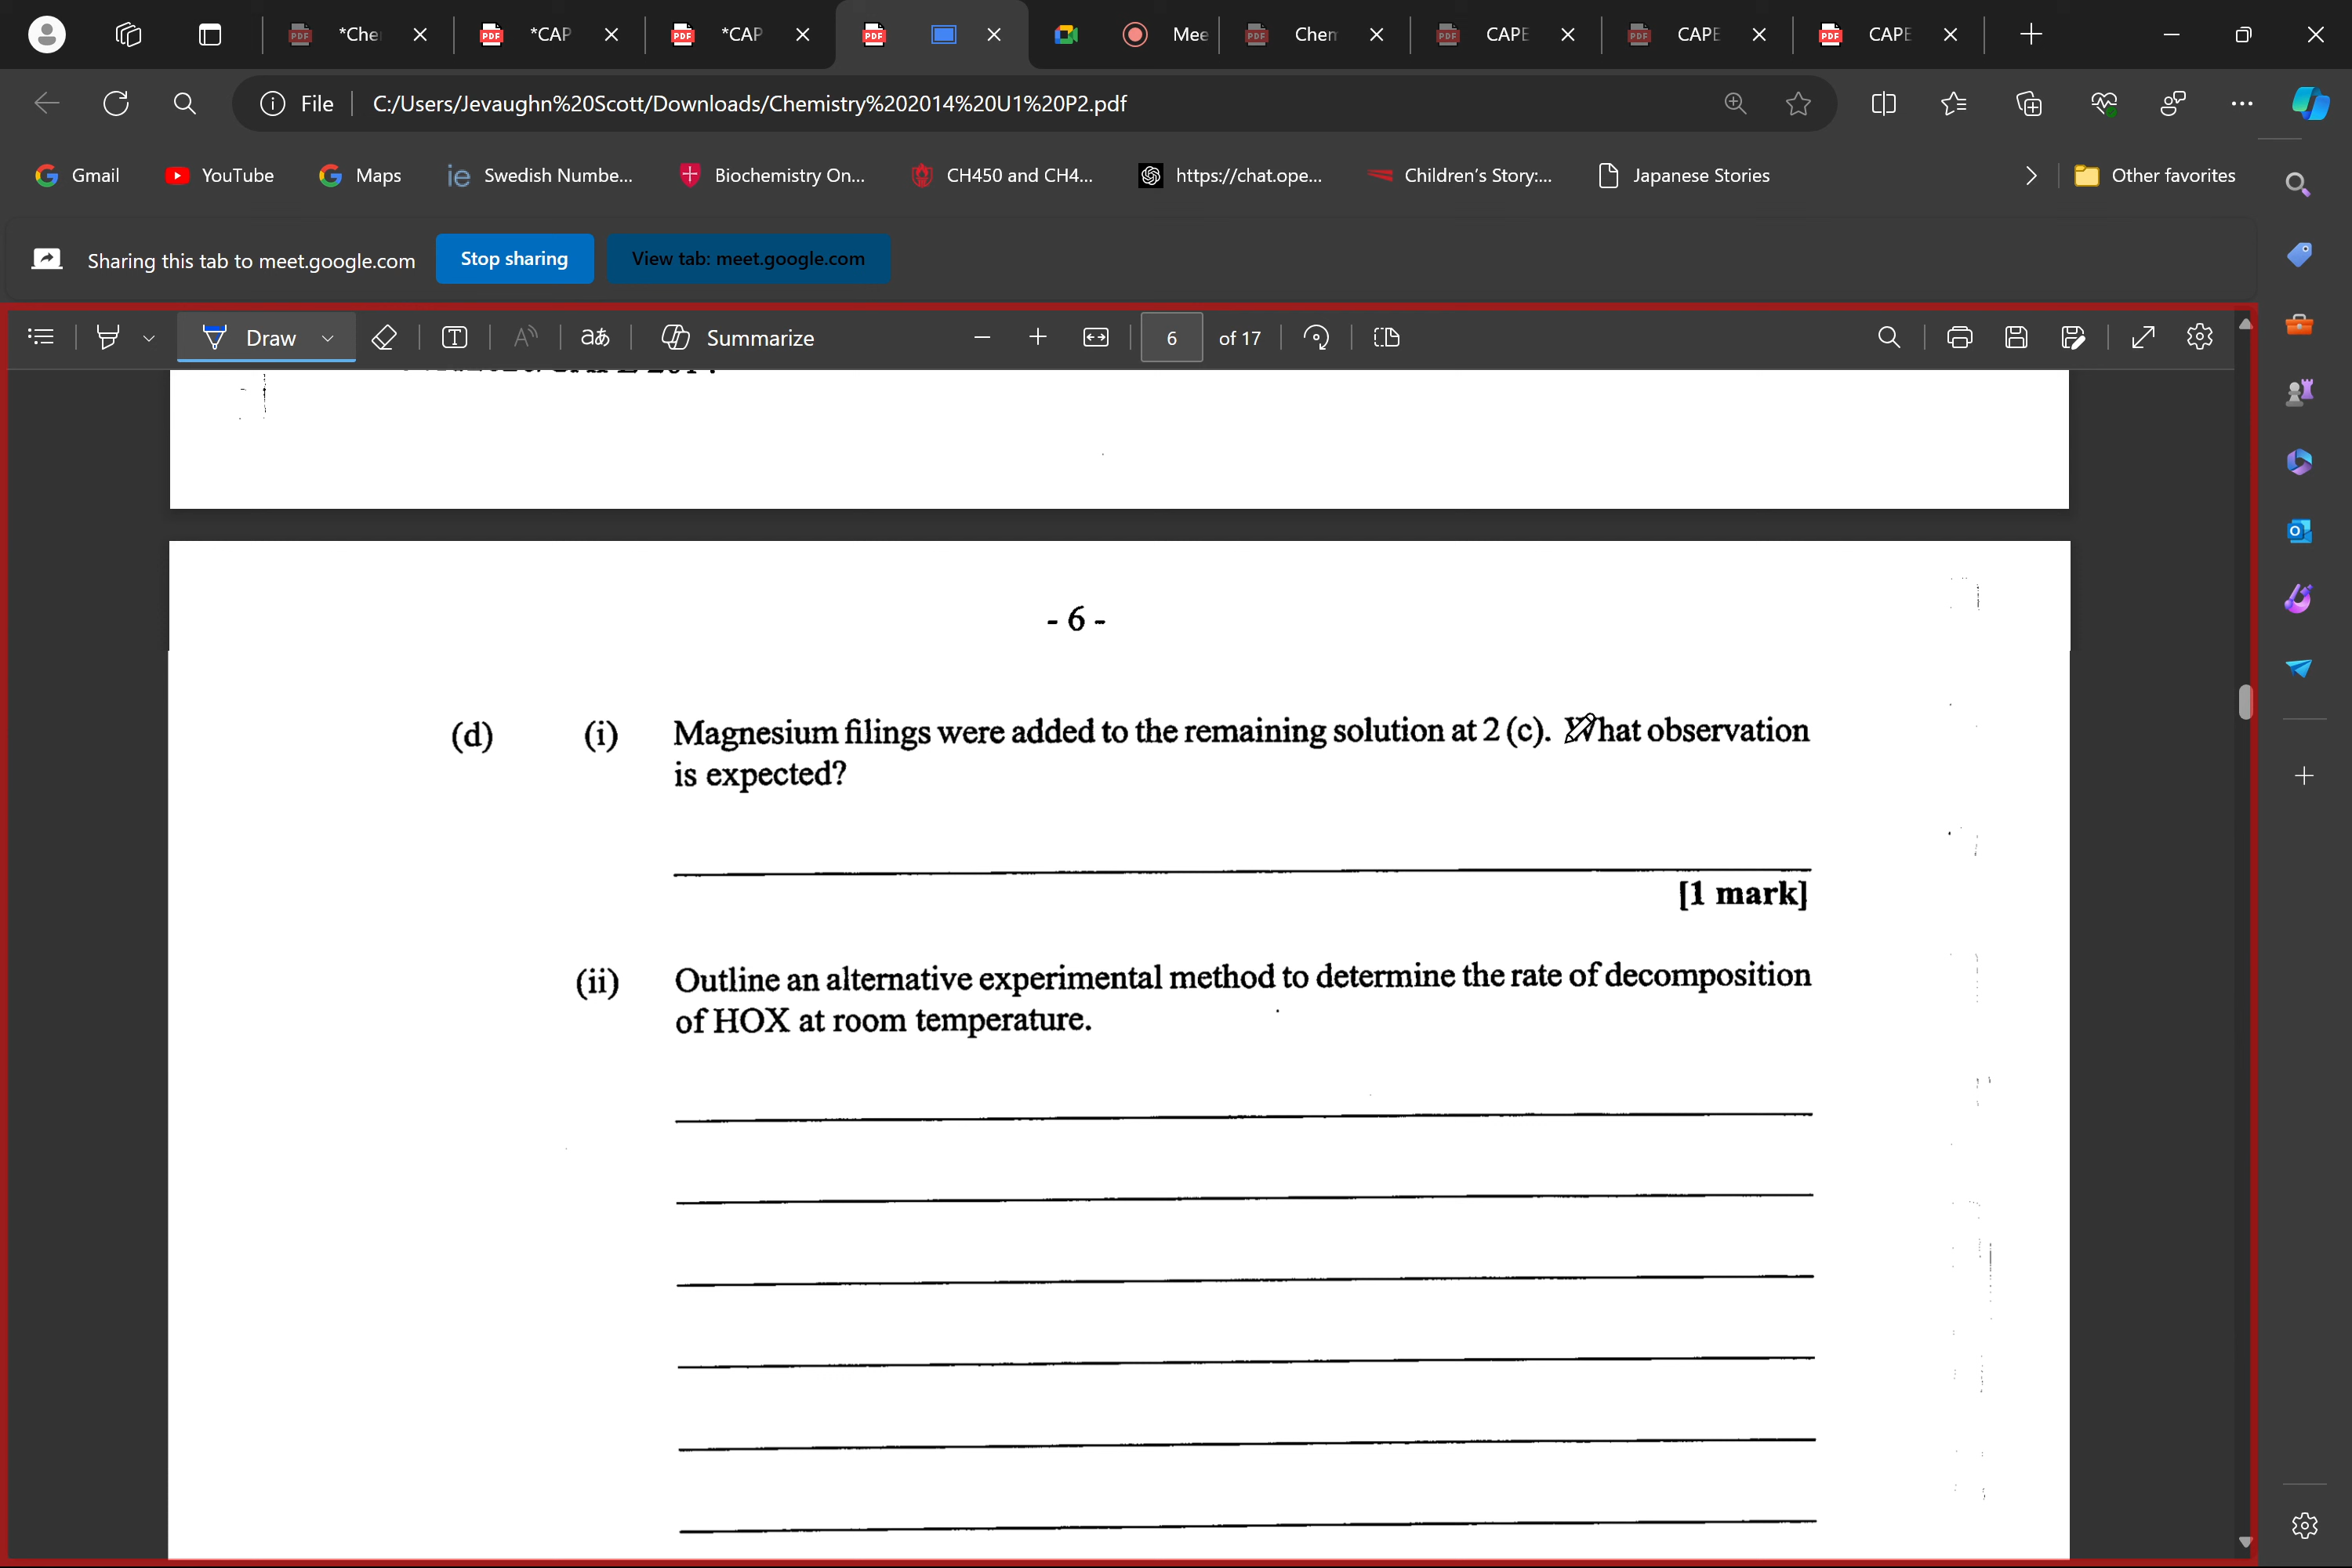 *Che
*CAP
*CAP
Mee
Chem
CAPE
CAPE
CAPE
File
C:/Users/Jevaughn%20Scott/Downloads/Chemistry%202014%20U1%20P2.pdf
Gmail
YouTube
Maps
Swedish Numbe...
Biochemistry On...
CH450 and CH4...
https://chat.ope...
Children's Story:...
Japanese Stories
Other favorites
Sharing this tab to meet.google.com
Stop sharing
View tab: meet.google.com
Draw
aあ
Summarize
6
of 17
- 6 -
(d) (i) Magnesium filings were added to the remaining solution at 2 (c). What observation
is expected?
[1 mark]
(ii) Outline an alternative experimental method to determine the rate of decomposition
of HOX at room temperature.